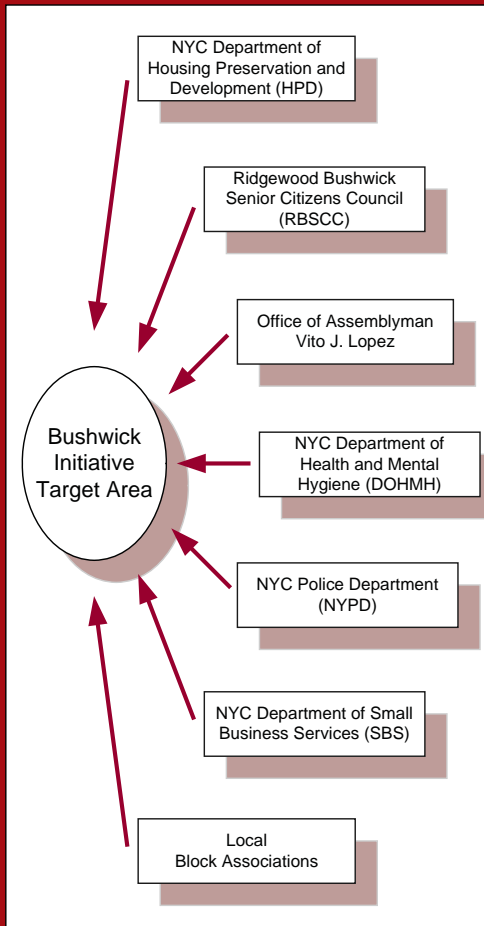 NYC Department of
Housing Preservation and
Development (HPD)
Ridgewood Bushwick
Senior Citizens Council
(RBSCC)
Office of Assemblyman
Vito J. Lopez
Bushwick
Initiative
Target Area
NYC Department of
Health and Mental
Hygiene (DOHMH)
NYC Police Department
(NYPD)
NYC Department of Small
Business Services (SBS)
Local
Block Associations